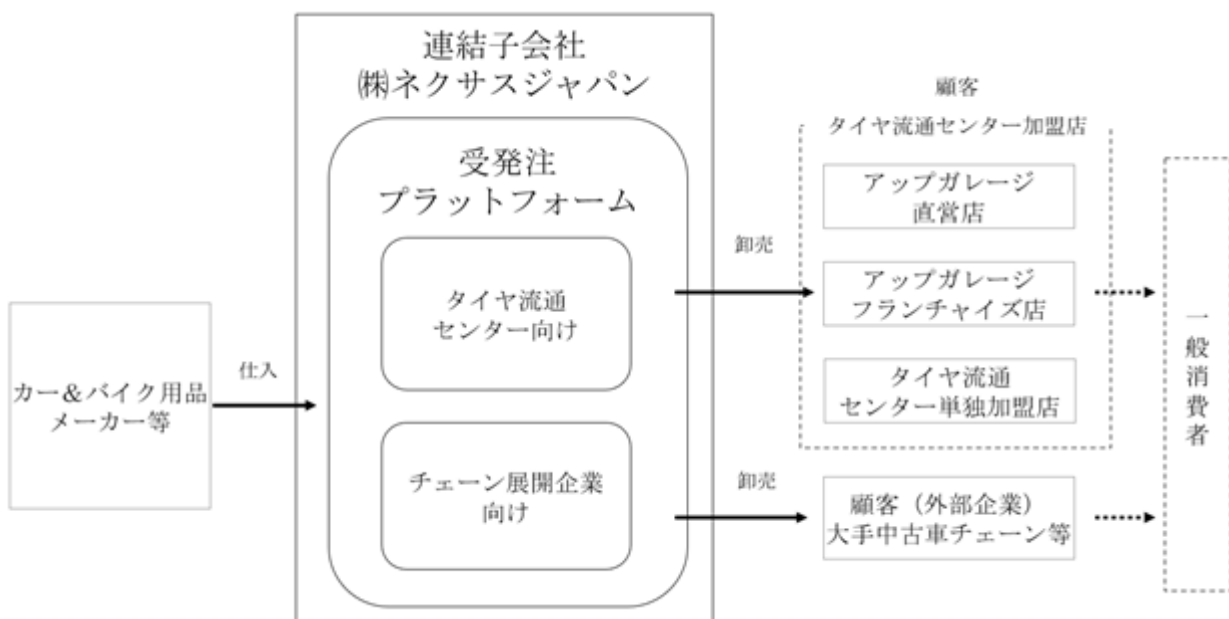 連結子会社
㈱ネクサスジャパン
受発注
プラットフォーム
タイヤ流通
センター向け
チェーン展開企業
向け
カー&バイク用品
メーカー等
仕入
卸売
卸売
顧客
タイヤ流通センター加盟店
アップガレージ
直営店
アップガレージ
フランチャイズ店
タイヤ流通
センター単独加盟店
顧客（外部企業）
大手中古車チェーン等
一般消費者